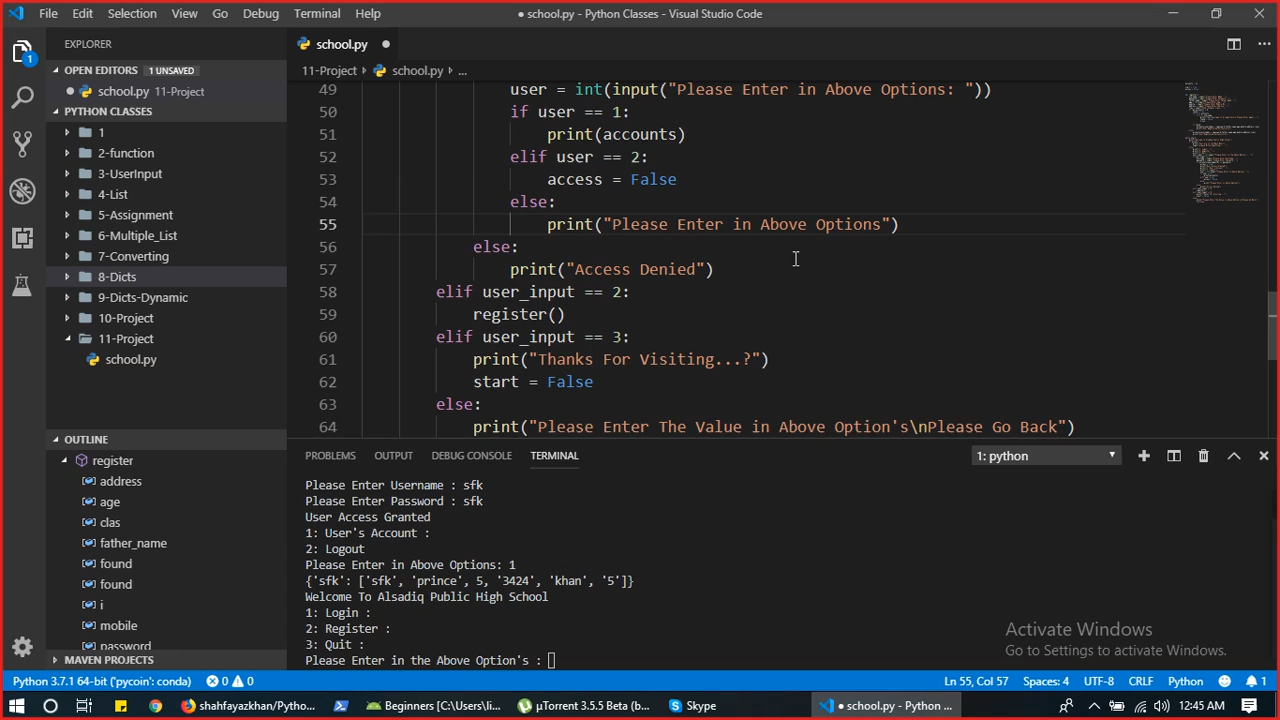 File Edit Selection View Go Debug Terminal Help
● school.py - Python Classes - Visual Studio Code
EXPLORER
OPEN EDITORS 1 UNSAVED
● school.py 11-Project
PYTHON CLASSES
1
2-function
3-UserInput
4-List
5-Assignment
6-Multiple_List
7-Converting
8-Dicts
9-Dicts-Dynamic
10-Project
11-Project
school.py
OUTLINE
register
address
age
clas
father_name
found
found
i
mobile
password
MAVEN PROJECTS
school.py ●
11-Project > school.py > ...
49 user = int(input("Please Enter in Above Options: "))
50 if user == 1:
51 print(accounts)
52 elif user == 2:
53 access = False
54 else:
55 print("Please Enter in Above Options")
56 else:
57 print("Access Denied")
58 elif user_input == 2:
59 register()
60 elif user_input == 3:
61 print("Thanks For Visiting...?")
62 start = False
63 else:
64 print("Please Enter The Value in Above Option's\nPlease Go Back")
PROBLEMS OUTPUT DEBUG CONSOLE TERMINAL 1: python
Please Enter Username : sfk
Please Enter Password : sfk
User Access Granted
1: User's Account :
2: Logout
Please Enter in Above Options: 1
{'sfk': ['sfk', 'prince', 5, '3424', 'khan', '5']}
Welcome To Alsadiq Public High School
1: Login :
2: Register :
3: Quit :
Please Enter in the Above Option's :
Activate Windows
Go to Settings to activate Windows.
Python 3.7.1 64-bit ('pycoin': conda) 0 0 Ln 55, Col 57 Spaces: 4 UTF-8 CRLF Python 1
shahfayazkhan/Pytho... Beginners [C:\Users\li... µTorrent 3.5.5 Beta (b... Skype ● school.py - Python ... 12:45 AM